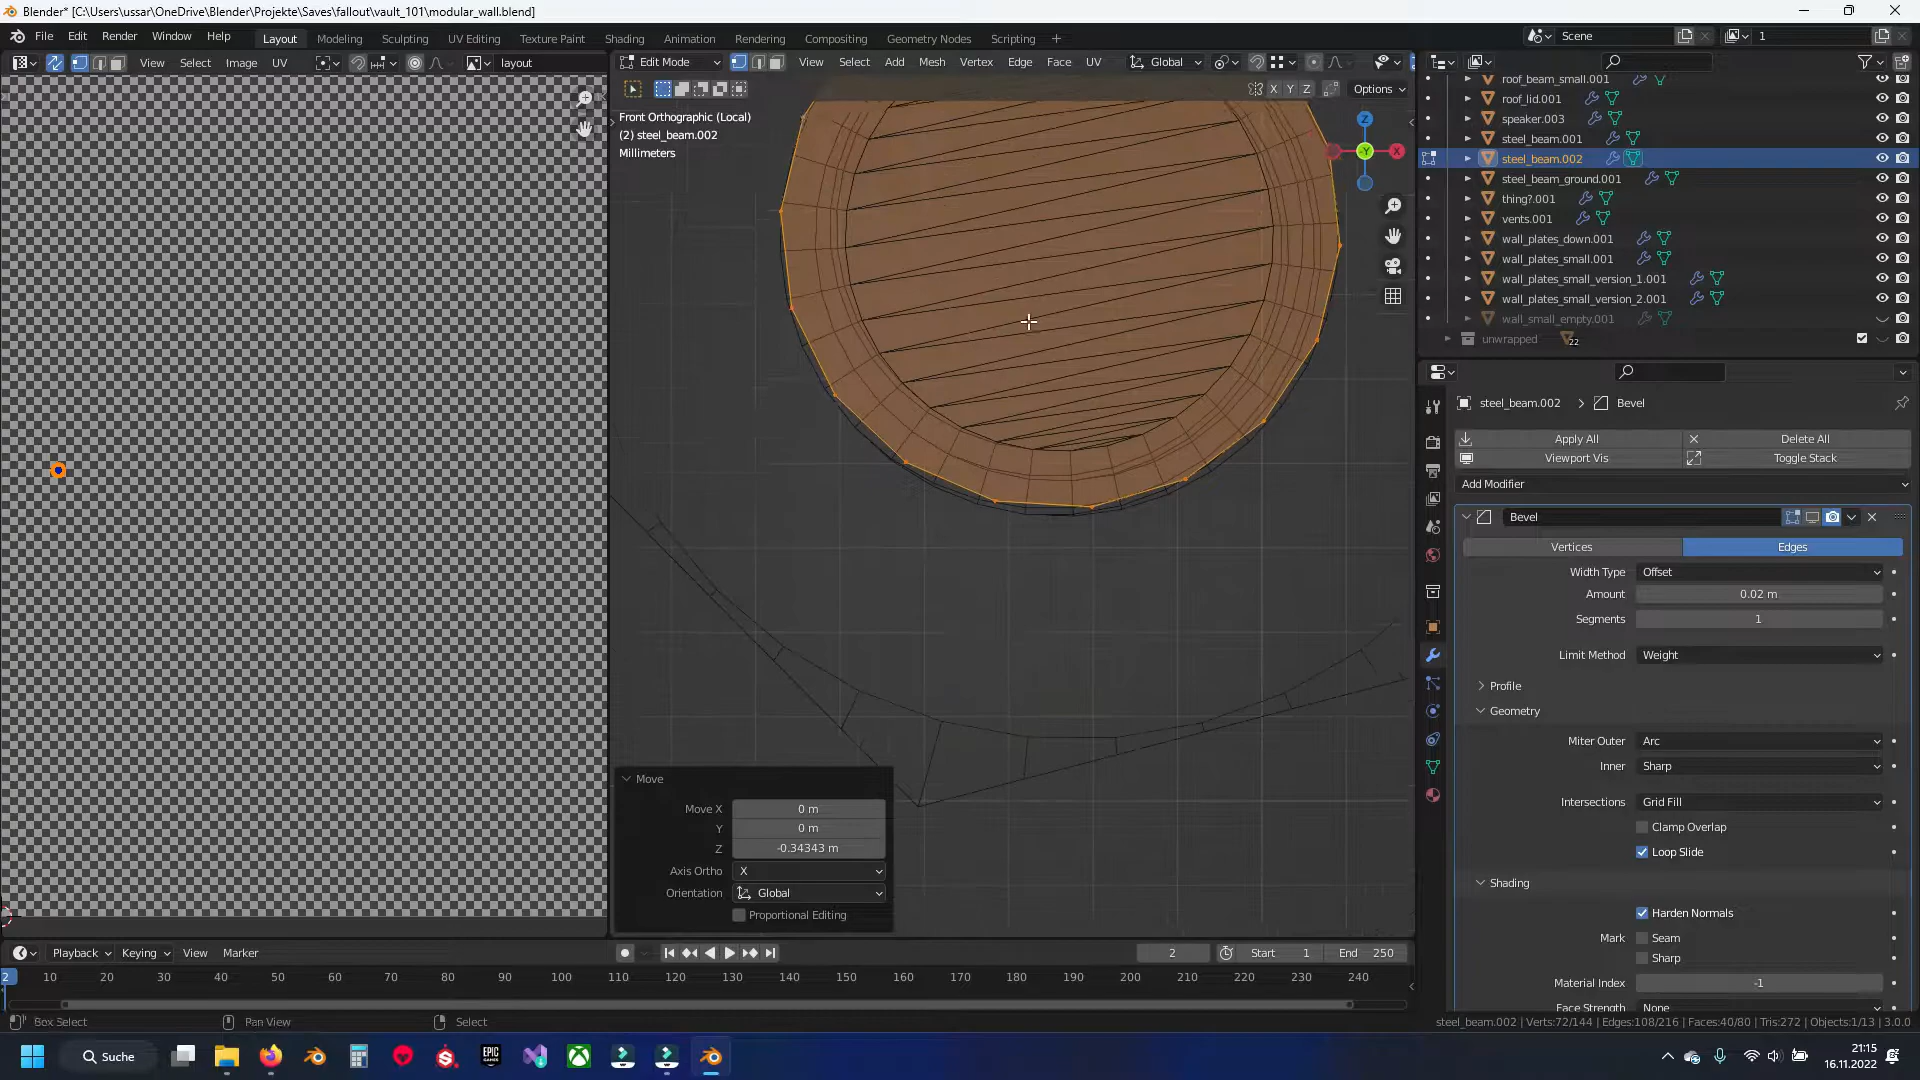 Blender* [C:\Users\ussar\OneDrive\Blender\Projekte\Saves\fallout\vault_101\modular_wall.blend]
File Edit Render Window Help Layout Modeling Sculpting UV Editing Texture Paint Shading Animation Rendering Compositing Geometry Nodes Scripting + Scene 1
View Select Image UV layout Edit Mode View Select Add Mesh Vertex Edge Face UV Global
X Y Z Options
Front Orthographic (Local)
(2) steel_beam.002
Millimeters
Z
-Y
X
roof_beam_small.001
roof_lid.001
speaker.003
steel_beam.001
steel_beam.002
steel_beam_ground.001
thing?.001
vents.001
wall_plates_down.001
wall_plates_small.001
wall_plates_small_version_1.001
wall_plates_small_version_2.001
wall_small_empty.001
unwrapped 22
steel_beam.002 > Bevel
Apply All Delete All
Viewport Vis Toggle Stack
Add Modifier
Bevel
Vertices Edges
Width Type Offset
Amount 0.02 m
Segments 1
Limit Method Weight
Profile
Geometry
Miter Outer Arc
Inner Sharp
Intersections Grid Fill
Clamp Overlap
Loop Slide
Shading
Harden Normals
Mark Seam
Sharp
Material Index -1
Face Strength None
Move
Move X 0 m
Y 0 m
Z -0.34343 m
Axis Ortho X
Orientation Global
Proportional Editing
Playback Keying View Marker 2 Start 1 End 250
2 10 20 30 40 50 60 70 80 90 100 110 120 130 140 150 160 170 180 190 200 210 220 230 240
Box Select Pan View Select steel_beam.002 | Verts:72/144 | Edges:108/216 | Faces:40/80 | Tris:272 | Objects:1/13 | 3.0.0
Suche EPIC GAMES 21:15
16.11.2022